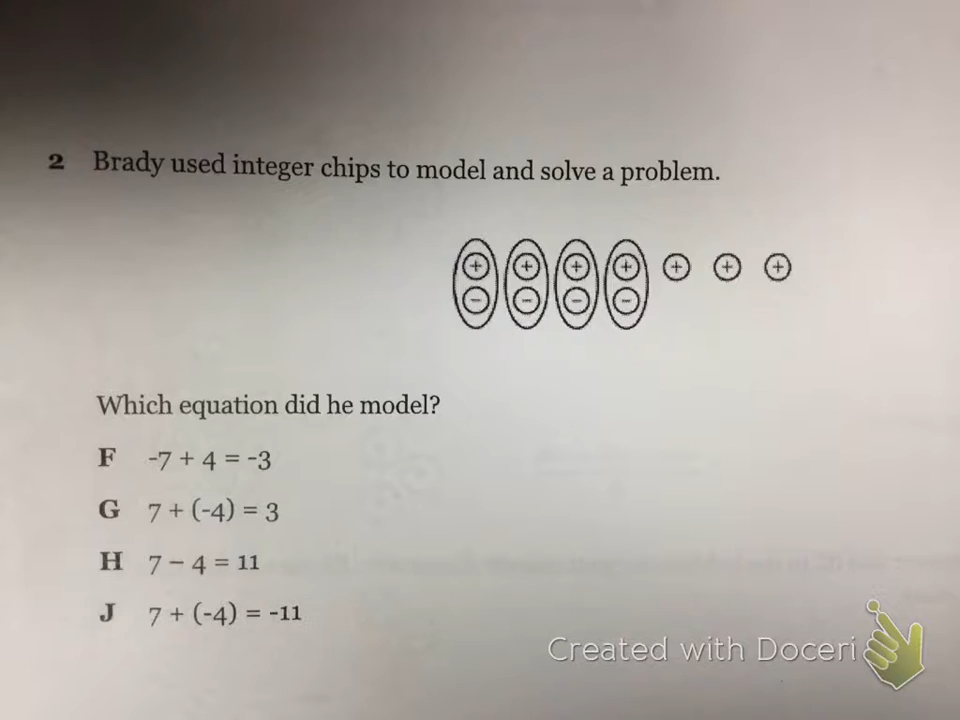 2 Brady used integer chips to model and solve a problem.
+ + + + + + +
− − − −
Which equation did he model?
F -7 + 4 = -3
G 7 + (-4) = 3
H 7 − 4 = 11
J 7 + (-4) = -11
Created with Doceri